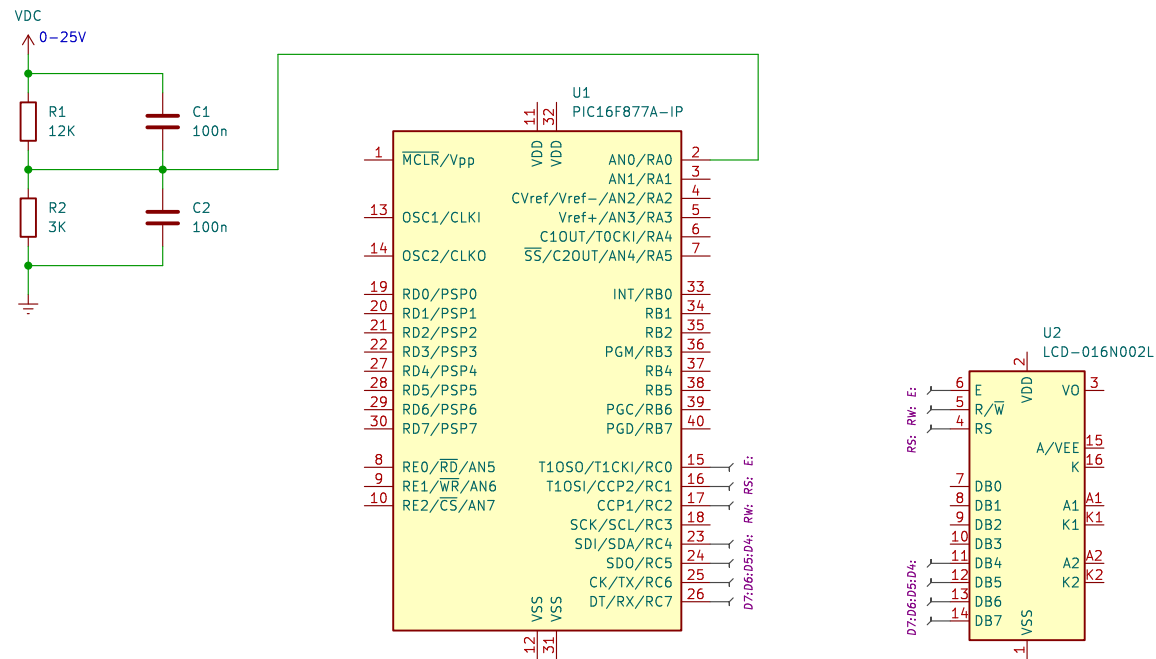 VDC
0-25V
R1
12K
C1
100n
R2
3K
C2
100n
U1
PIC16F877A-IP
11
32
VDD
VDD
1
MCLR/Vpp
13
OSC1/CLKI
14
OSC2/CLKO
19
RD0/PSP0
20
RD1/PSP1
21
RD2/PSP2
22
RD3/PSP3
27
RD4/PSP4
28
RD5/PSP5
29
RD6/PSP6
30
RD7/PSP7
8
RE0/RD/AN5
9
RE1/WR/AN6
10
RE2/CS/AN7
AN0/RA0
2
AN1/RA1
3
CVref/Vref-/AN2/RA2
4
Vref+/AN3/RA3
5
C1OUT/T0CKI/RA4
6
SS/C2OUT/AN4/RA5
7
INT/RB0
33
RB1
34
RB2
35
PGM/RB3
36
RB4
37
RB5
38
PGC/RB6
39
PGD/RB7
40
T1OSO/T1CKI/RC0
15
E:
T1OSI/CCP2/RC1
16
RS:
CCP1/RC2
17
RW:
SCK/SCL/RC3
18
SDI/SDA/RC4
23
SDO/RC5
24
CK/TX/RC6
25
DT/RX/RC7
26
D7:D6:D5:D4:
VSS
VSS
12
31
U2
LCD-016N002L
2
VDD
E:
6
E
RW:
5
R/W
RS:
4
RS
7
DB0
8
DB1
9
DB2
10
DB3
11
DB4
12
DB5
13
DB6
14
DB7
D7:D6:D5:D4:
VO
3
A/VEE
15
K
16
A1
A1
K1
K1
A2
A2
K2
K2
VSS
1